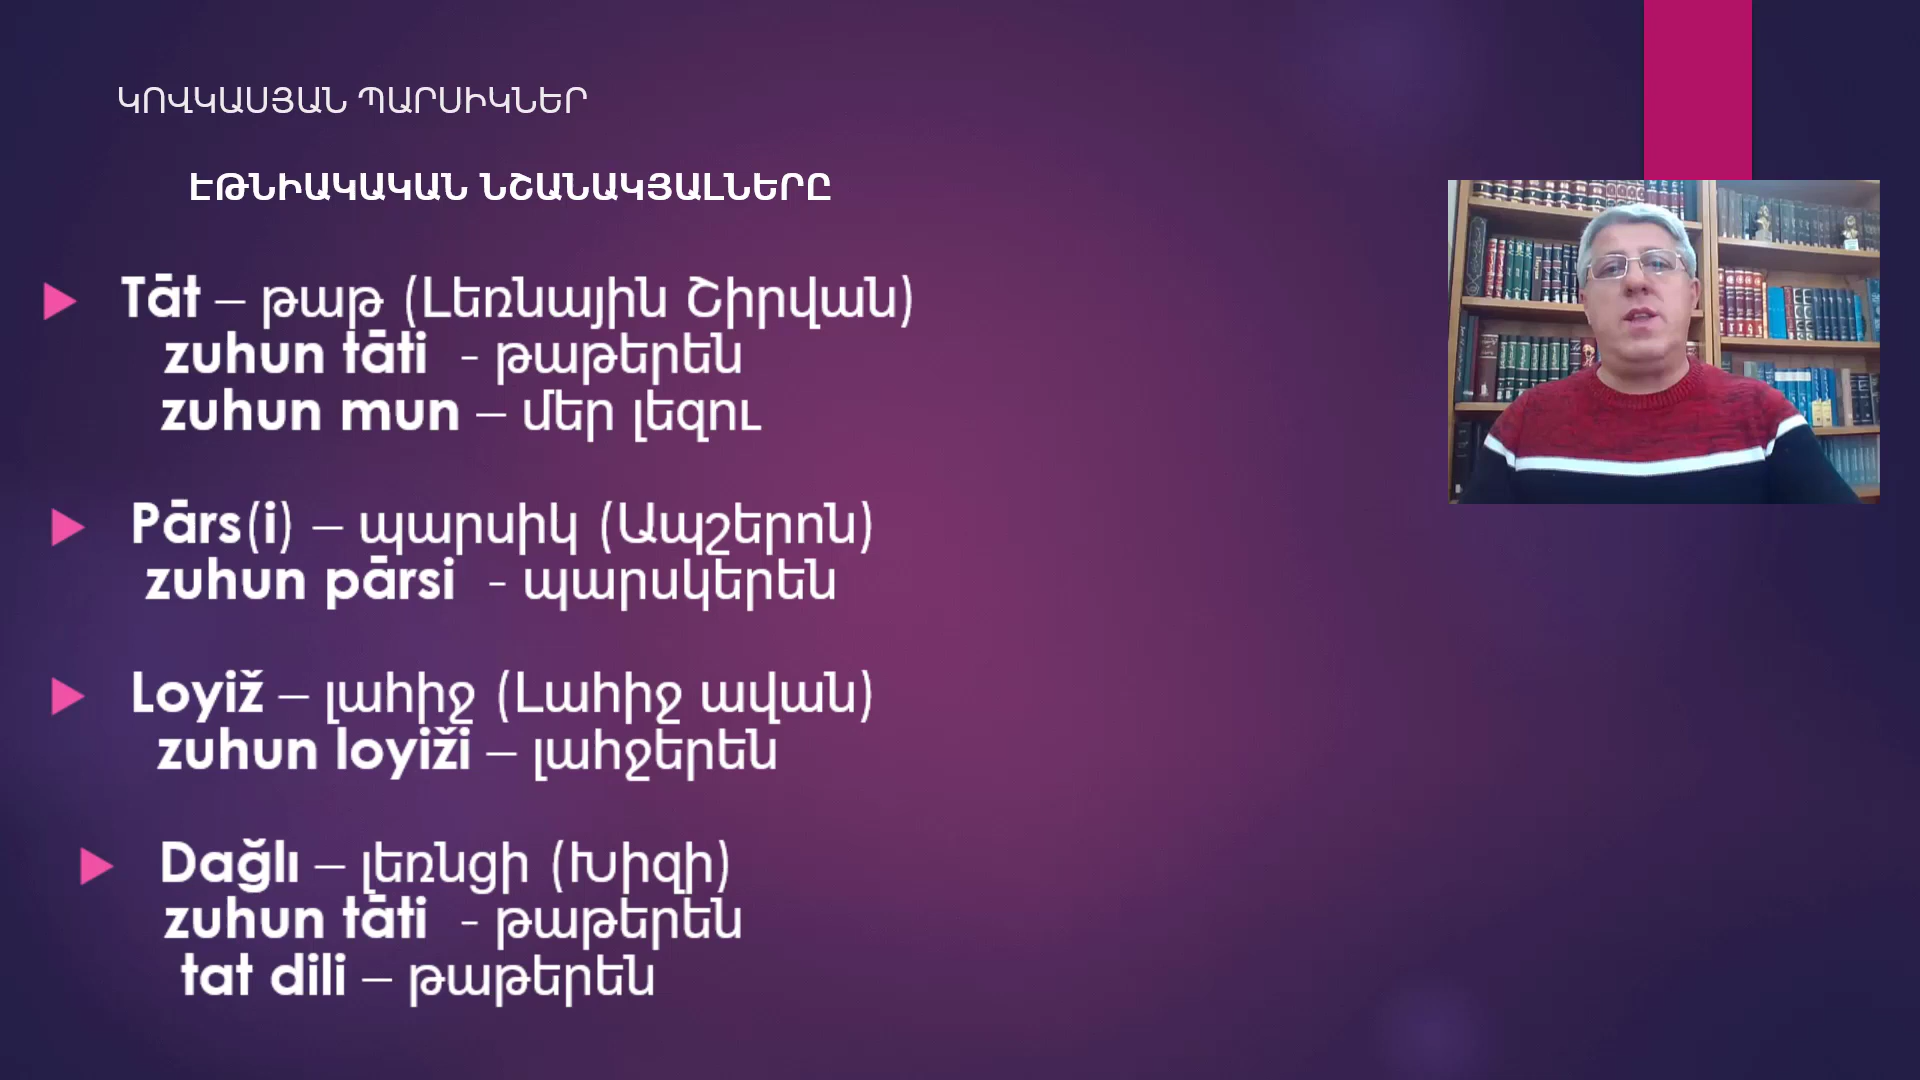 ԿՈՎԿԱՍՅԱՆ ՊԱՐՍԻԿՆԵՐ
ԷԹՆԻԱԿԱԿԱՆ ՆՇԱՆԱԿՅԱԼՆԵՐԸ
Tāt – թաթ (Լեռնային Շիրվան)
zuhun tāti - թաթերեն
zuhun mun – մեր լեզու
Pārs(i) – պարսիկ (Ապշերոն)
zuhun pārsi - պարսկերեն
Loyiž – լահիջ (Լահիջ ավան)
zuhun loyiži – լահջերեն
Dağlı – լեռնցի (Խիզի)
zuhun tāti - թաթերեն
tat dili – թաթերեն